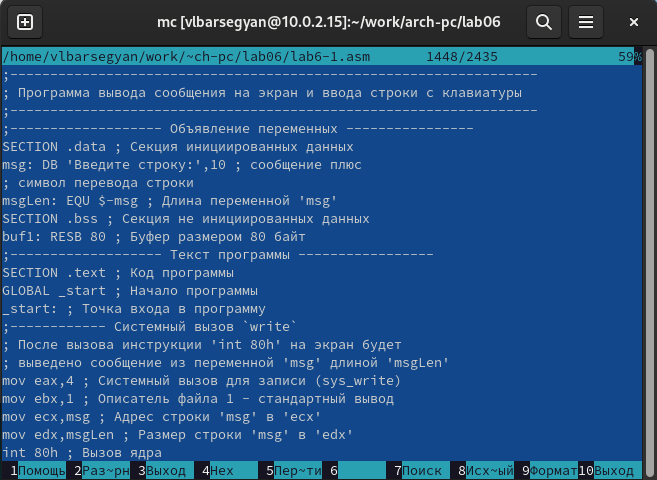 mc [vlbarsegyan@10.0.2.15]:~/work/arch-pc/lab06
/home/vlbarsegyan/work/~ch-pc/lab06/lab6-1.asm 1448/2435 59%
;------------------------------------------------------------------
; Программа вывода сообщения на экран и ввода строки с клавиатуры
;------------------------------------------------------------------
;------------------- Объявление переменных ----------------
SECTION .data ; Секция инициированных данных
msg: DB 'Введите строку:',10 ; сообщение плюс
; символ перевода строки
msgLen: EQU $-msg ; Длина переменной 'msg'
SECTION .bss ; Секция не инициированных данных
buf1: RESB 80 ; Буфер размером 80 байт
;------------------- Текст программы -----------------
SECTION .text ; Код программы
GLOBAL _start ; Начало программы
_start: ; Точка входа в программу
;------------ Системный вызов `write`
; После вызова инструкции 'int 80h' на экран будет
; выведено сообщение из переменной 'msg' длиной 'msgLen'
mov eax,4 ; Системный вызов для записи (sys_write)
mov ebx,1 ; Описатель файла 1 - стандартный вывод
mov ecx,msg ; Адрес строки 'msg' в 'ecx'
mov edx,msgLen ; Размер строки 'msg' в 'edx'
int 80h ; Вызов ядра
1Помощь 2Раз~рн 3Выход 4Hex 5Пер~ти 6 7Поиск 8Исх~ый 9Формат 10Выход